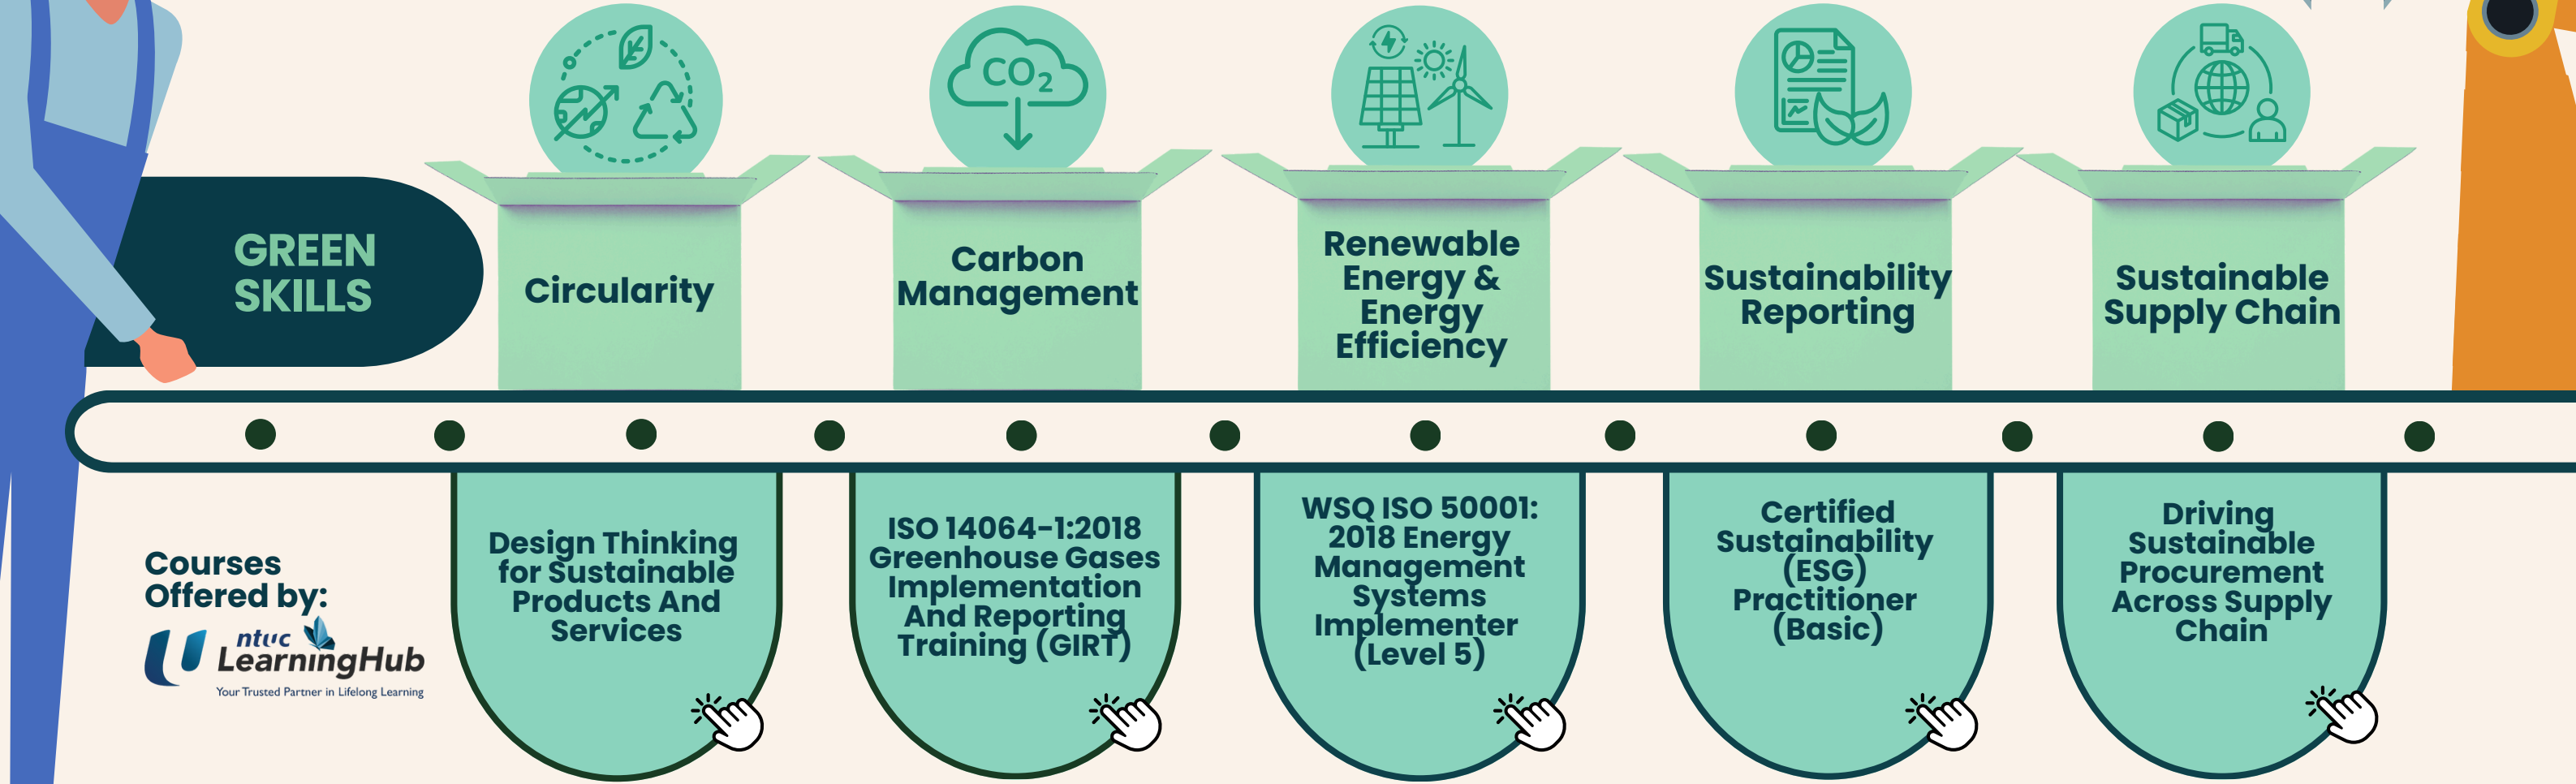 GREEN
SKILLS
CO2
Circularity
Carbon
Management
Renewable
Energy &
Energy
Efficiency
Sustainability
Reporting
Sustainable
Supply Chain
Courses
Offered by:
ntuc
LearningHub
Your Trusted Partner in Lifelong Learning
Design Thinking
for Sustainable
Products And
Services
ISO 14064-1:2018
Greenhouse Gases
Implementation
And Reporting
Training (GIRT)
WSQ ISO 50001:
2018 Energy
Management
Systems
Implementer
(Level 5)
Certified
Sustainability
(ESG)
Practitioner
(Basic)
Driving
Sustainable
Procurement
Across Supply
Chain